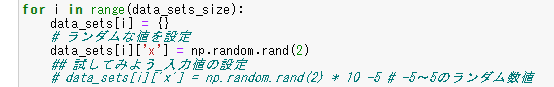 for i in range(data_sets_size):
    data_sets[i] = {}
    # ランダムな値を設定
    data_sets[i]['x'] = np.random.rand(2)
    ## 試してみよう_入力値の設定
    # data_sets[i]['x'] = np.random.rand(2) * 10 -5 # -5～5のランダム数値